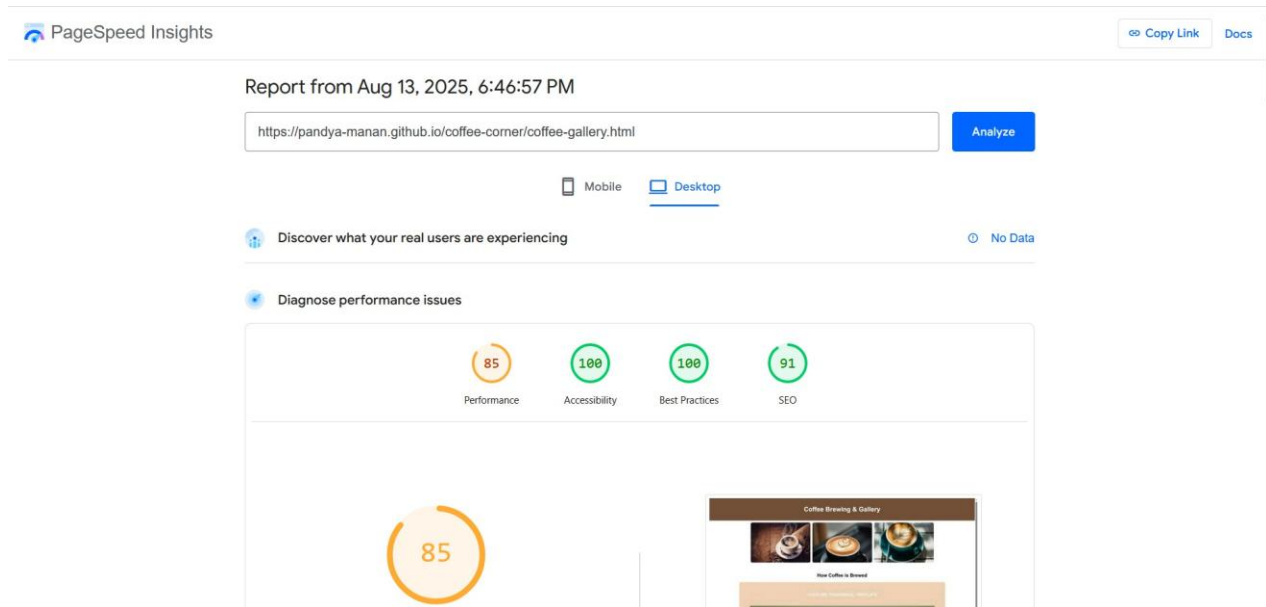 PageSpeed Insights
Copy Link
Docs
Report from Aug 13, 2025, 6:46:57 PM
https://pandya-manan.github.io/coffee-corner/coffee-gallery.html
Analyze
Mobile
Desktop
Discover what your real users are experiencing
No Data
Diagnose performance issues
85
100
100
91
Performance
Accessibility
Best Practices
SEO
85
Coffee Brewing & Gallery
How Coffee is Brewed